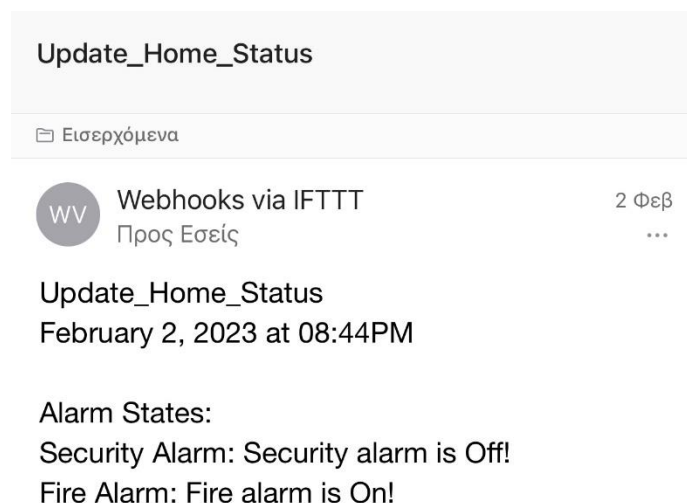 Update_Home_Status
Εισερχόμενα
WV
Webhooks via IFTTT
2 Φεβ
Προς Εσείς
...
Update_Home_Status
February 2, 2023 at 08:44PM
Alarm States:
Security Alarm: Security alarm is Off!
Fire Alarm: Fire alarm is On!